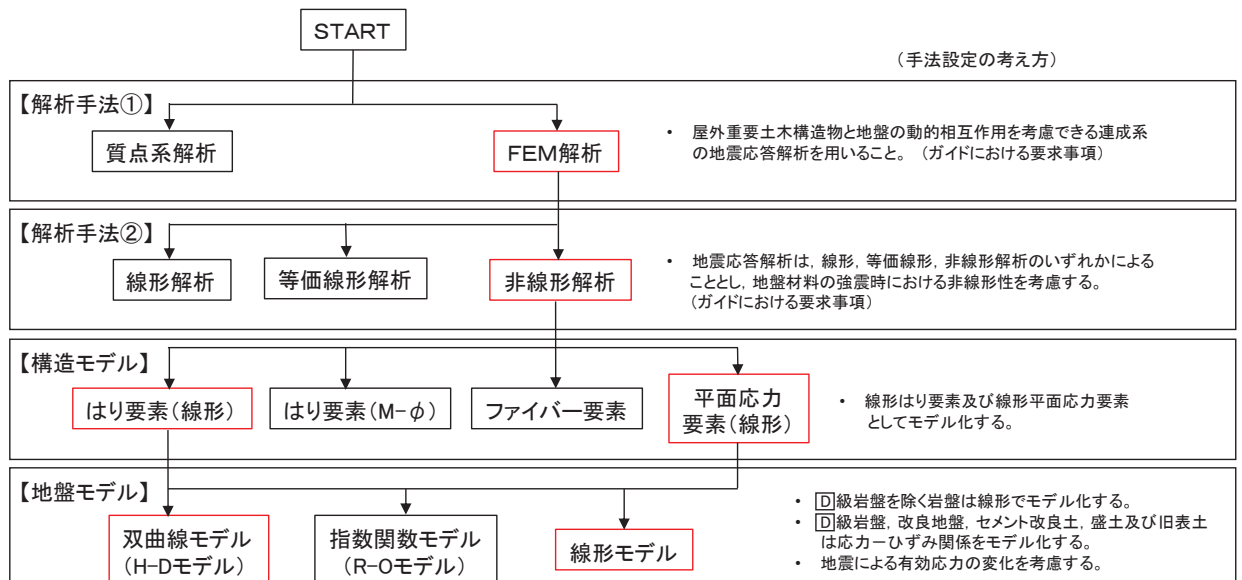 START
(手法設定の考え方)
【解析手法①】
質点系解析
FEM解析
・ 屋外重要土木構造物と地盤の動的相互作用を考慮できる連成系
の地震応答解析を用いること。 (ガイドにおける要求事項)
【解析手法②】
線形解析
等価線形解析
非線形解析
・ 地震応答解析は, 線形, 等価線形, 非線形解析のいずれかによる
こととし, 地盤材料の強震時における非線形性を考慮する。
(ガイドにおける要求事項)
【構造モデル】
はり要素(線形)
はり要素(M-φ)
ファイバー要素
平面応力
要素(線形)
・ 線形はり要素及び線形平面応力要素
としてモデル化する。
【地盤モデル】
双曲線モデル
(H-Dモデル)
指数関数モデル
(R-Oモデル)
線形モデル
・ D級岩盤を除く岩盤は線形でモデル化する。
・ D級岩盤, 改良地盤, セメント改良土, 盛土及び旧表土
は応力ーひずみ関係をモデル化する。
・ 地震による有効応力の変化を考慮する。